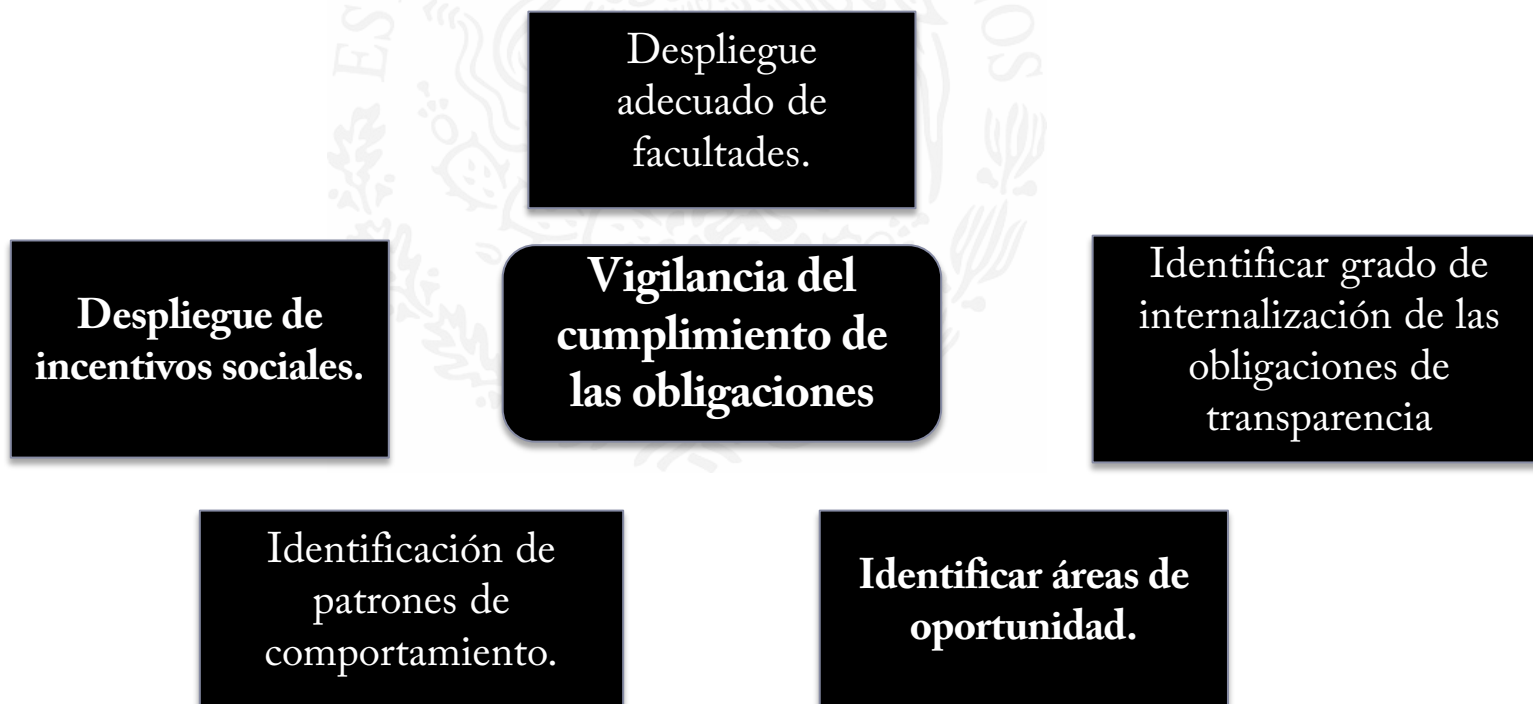 Despliegue
adecuado de
facultades.
Despliegue de
incentivos sociales.
Vigilancia del
cumplimiento de
las obligaciones
Identificar grado de
internalización de las
obligaciones de
transparencia
Identificación de
patrones de
comportamiento.
Identificar áreas de
oportunidad.